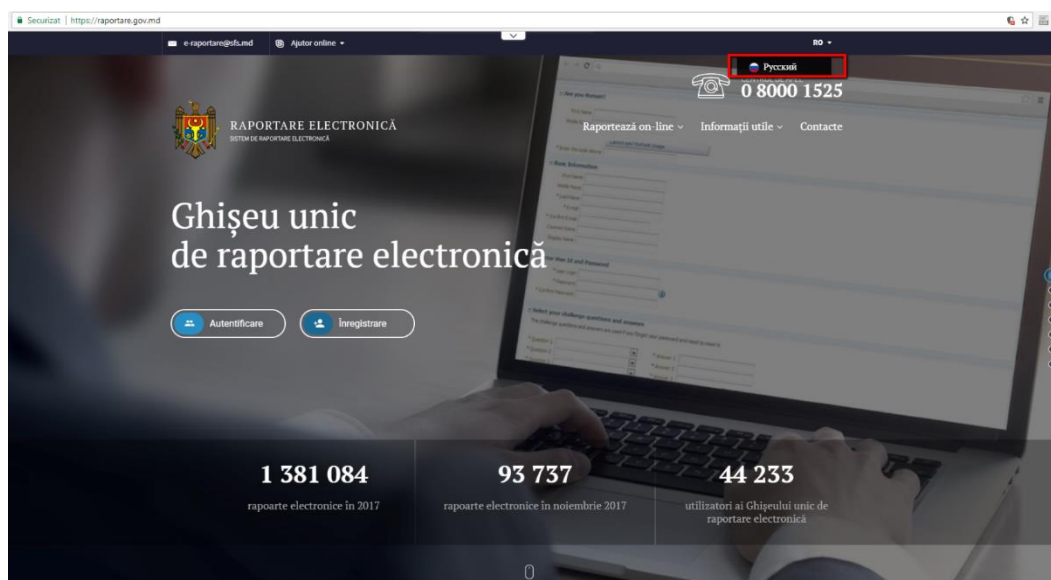 Securizat | https://raportare.gov.md
e-raportare@sfs.md Ajutor online RO
Русский
0 8000 1525
RAPORTARE ELECTRONICĂ
SISTEM DE RAPORTARE ELECTRONICĂ
Raportează on-line Informații utile Contacte
Ghișeu unic
de raportare electronică
Autentificare Înregistrare
1 381 084 93 737 44 233
rapoarte electronice în 2017 rapoarte electronice în noiembrie 2017 utilizatori ai Ghișeului unic de
raportare electronică